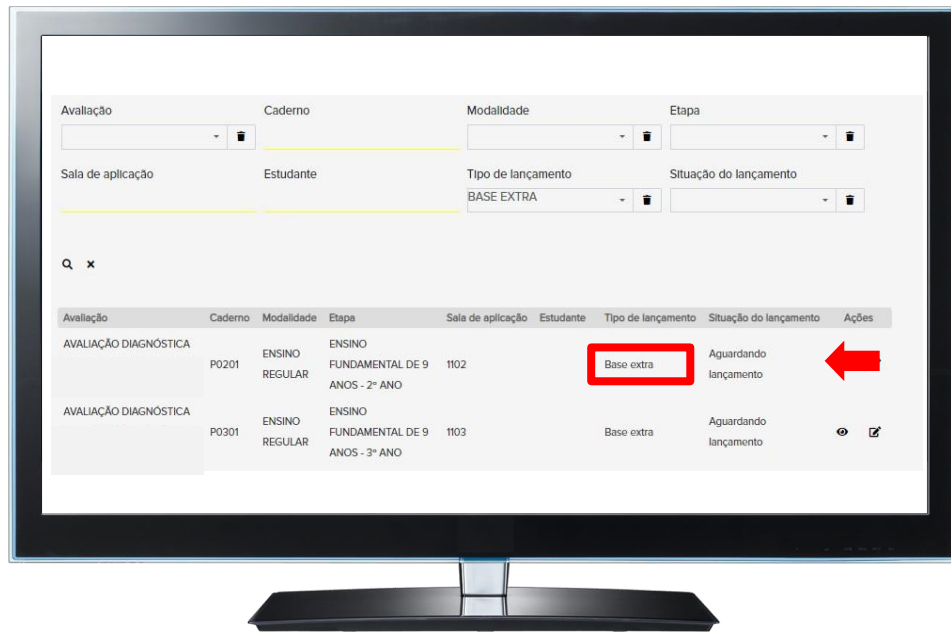 Avaliação Caderno Modalidade Etapa
Sala de aplicação Estudante Tipo de lançamento Situação do lançamento
BASE EXTRA
Avaliação Caderno Modalidade Etapa Sala de aplicação Estudante Tipo de lançamento Situação do lançamento Ações
AVALIAÇÃO DIAGNÓSTICA P0201 ENSINO REGULAR ENSINO FUNDAMENTAL DE 9 ANOS - 2º ANO 1102 Base extra Aguardando lançamento
AVALIAÇÃO DIAGNÓSTICA P0301 ENSINO REGULAR ENSINO FUNDAMENTAL DE 9 ANOS - 3º ANO 1103 Base extra Aguardando lançamento